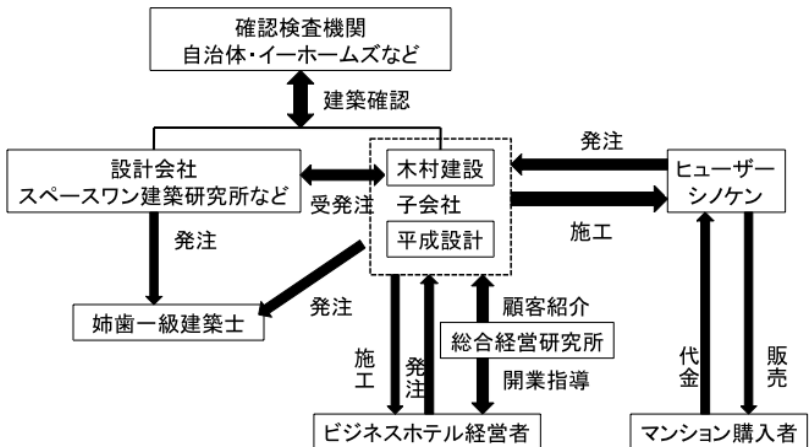 確認検査機関
自治体・イーホームズなど
建築確認
設計会社
スペースワン建築研究所など
受発注
木村建設
子会社
平成設計
発注
ヒューザー
シノケン
施工
発注
発注
姉歯一級建築士
顧客紹介
総合経営研究所
開業指導
施工
発注
代金
販売
ビジネスホテル経営者
マンション購入者